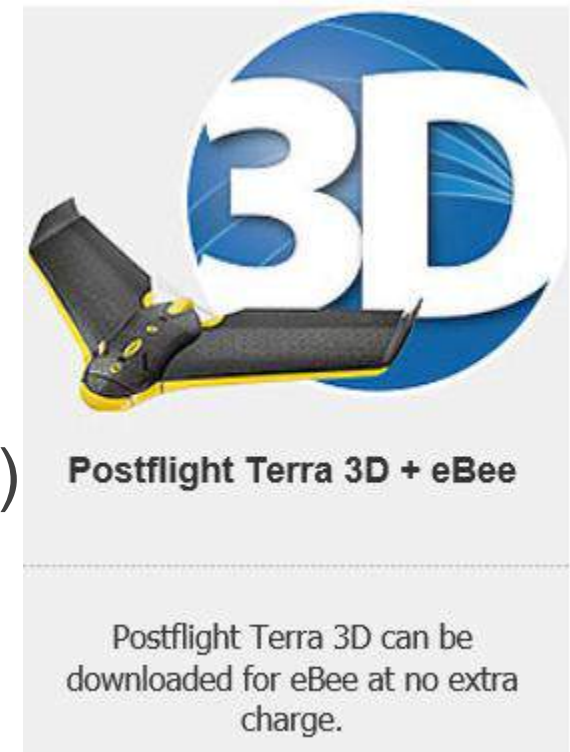 3D
)
Postflight Terra 3D + eBee
Postflight Terra 3D can be
downloaded for eBee at no extra
charge.